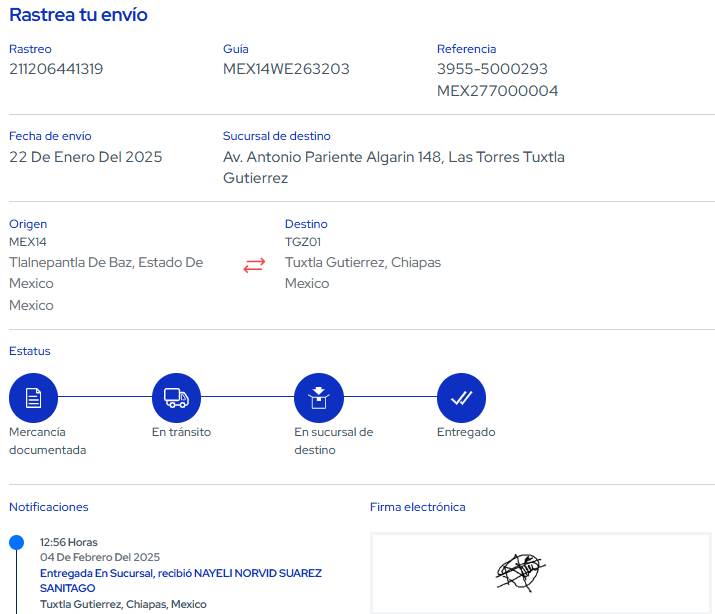 Rastrea tu envío
Rastreo
211206441319
Guía
MEX14WE263203
Referencia
3955-5000293
MEX277000004
Fecha de envío
22 De Enero Del 2025
Sucursal de destino
Av. Antonio Pariente Algarin 148, Las Torres Tuxtla
Gutierrez
Origen
MEX14
Tlalnepantla De Baz, Estado De
Mexico
Mexico
Destino
TGZ01
Tuxtla Gutierrez, Chiapas
Mexico
Estatus
Mercancía
documentada
En tránsito
En sucursal de
destino
Entregado
Notificaciones
12:56 Horas
04 De Febrero Del 2025
Entregada En Sucursal, recibió NAYELI NORVID SUAREZ
SANITAGO
Tuxtla Gutierrez, Chiapas, Mexico
Firma electrónica